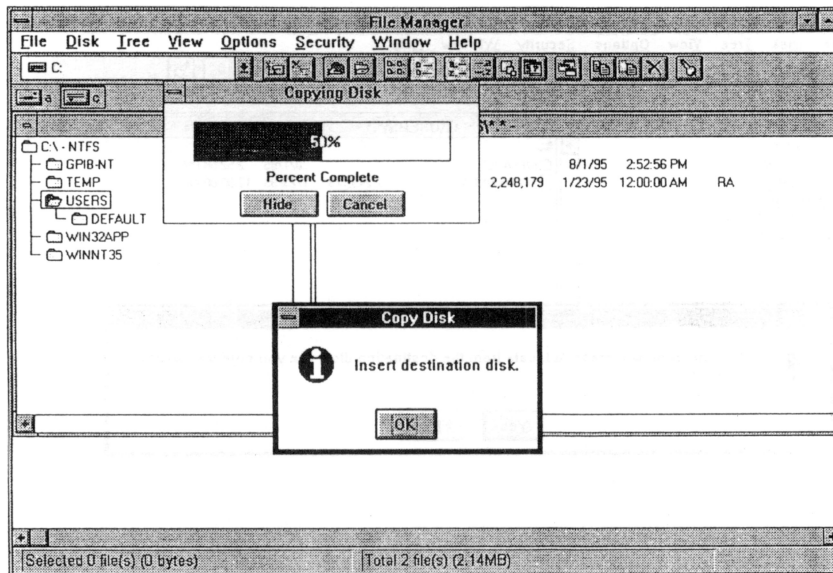 File Manager
File Disk Tree View Options Security Window Help
C:
a c
Copying Disk
50%
Percent Complete
Hide Cancel
\*.*
C:\ - NTFS
GPIB-NT
TEMP
USERS
DEFAULT
WIN32APP
WINNT35
8/1/95 2:52:56 PM
2,248,179 1/23/95 12:00:00 AM RA
Copy Disk
Insert destination disk.
OK
Selected 0 file(s) (0 bytes) Total 2 file(s) (2.14MB)